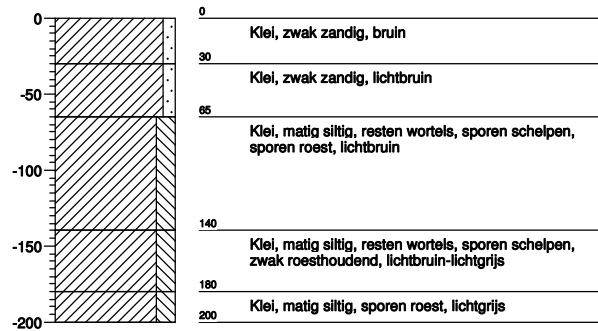 0
-50
-100
-150
-200
0
Klei, zwak zandig, bruin
30
Klei, zwak zandig, lichtbruin
65
Klei, matig siltig, resten wortels, sporen schelpen,
sporen roest, lichtbruin
140
Klei, matig siltig, resten wortels, sporen schelpen,
zwak roesthoudend, lichtbruin-lichtgrijs
180
Klei, matig siltig, sporen roest, lichtgrijs
200